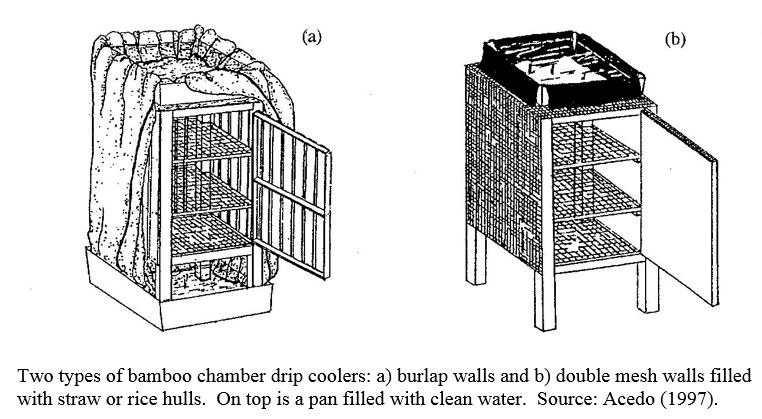 (a)
(b)
Two types of bamboo chamber drip coolers: a) burlap walls and b) double mesh walls filled
with straw or rice hulls. On top is a pan filled with clean water. Source: Acedo (1997).